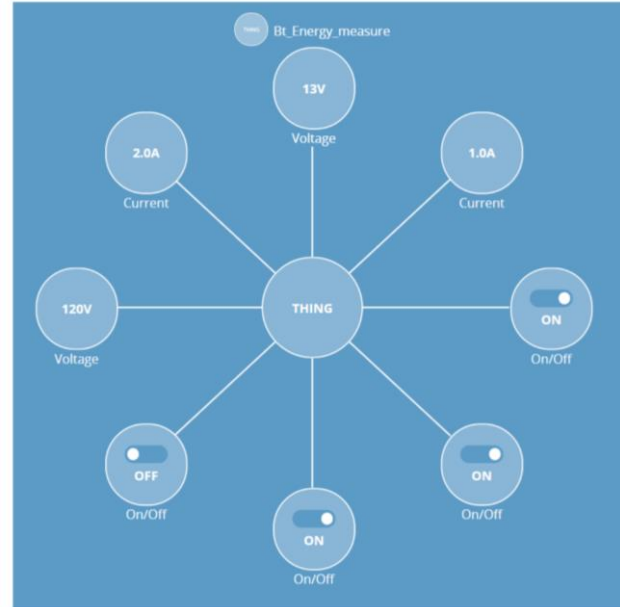 THING
Bt_Energy_measure
13V
Voltage
2.0A
Current
1.0A
Current
120V
Voltage
THING
ON
On/Off
OFF
On/Off
ON
On/Off
ON
On/Off